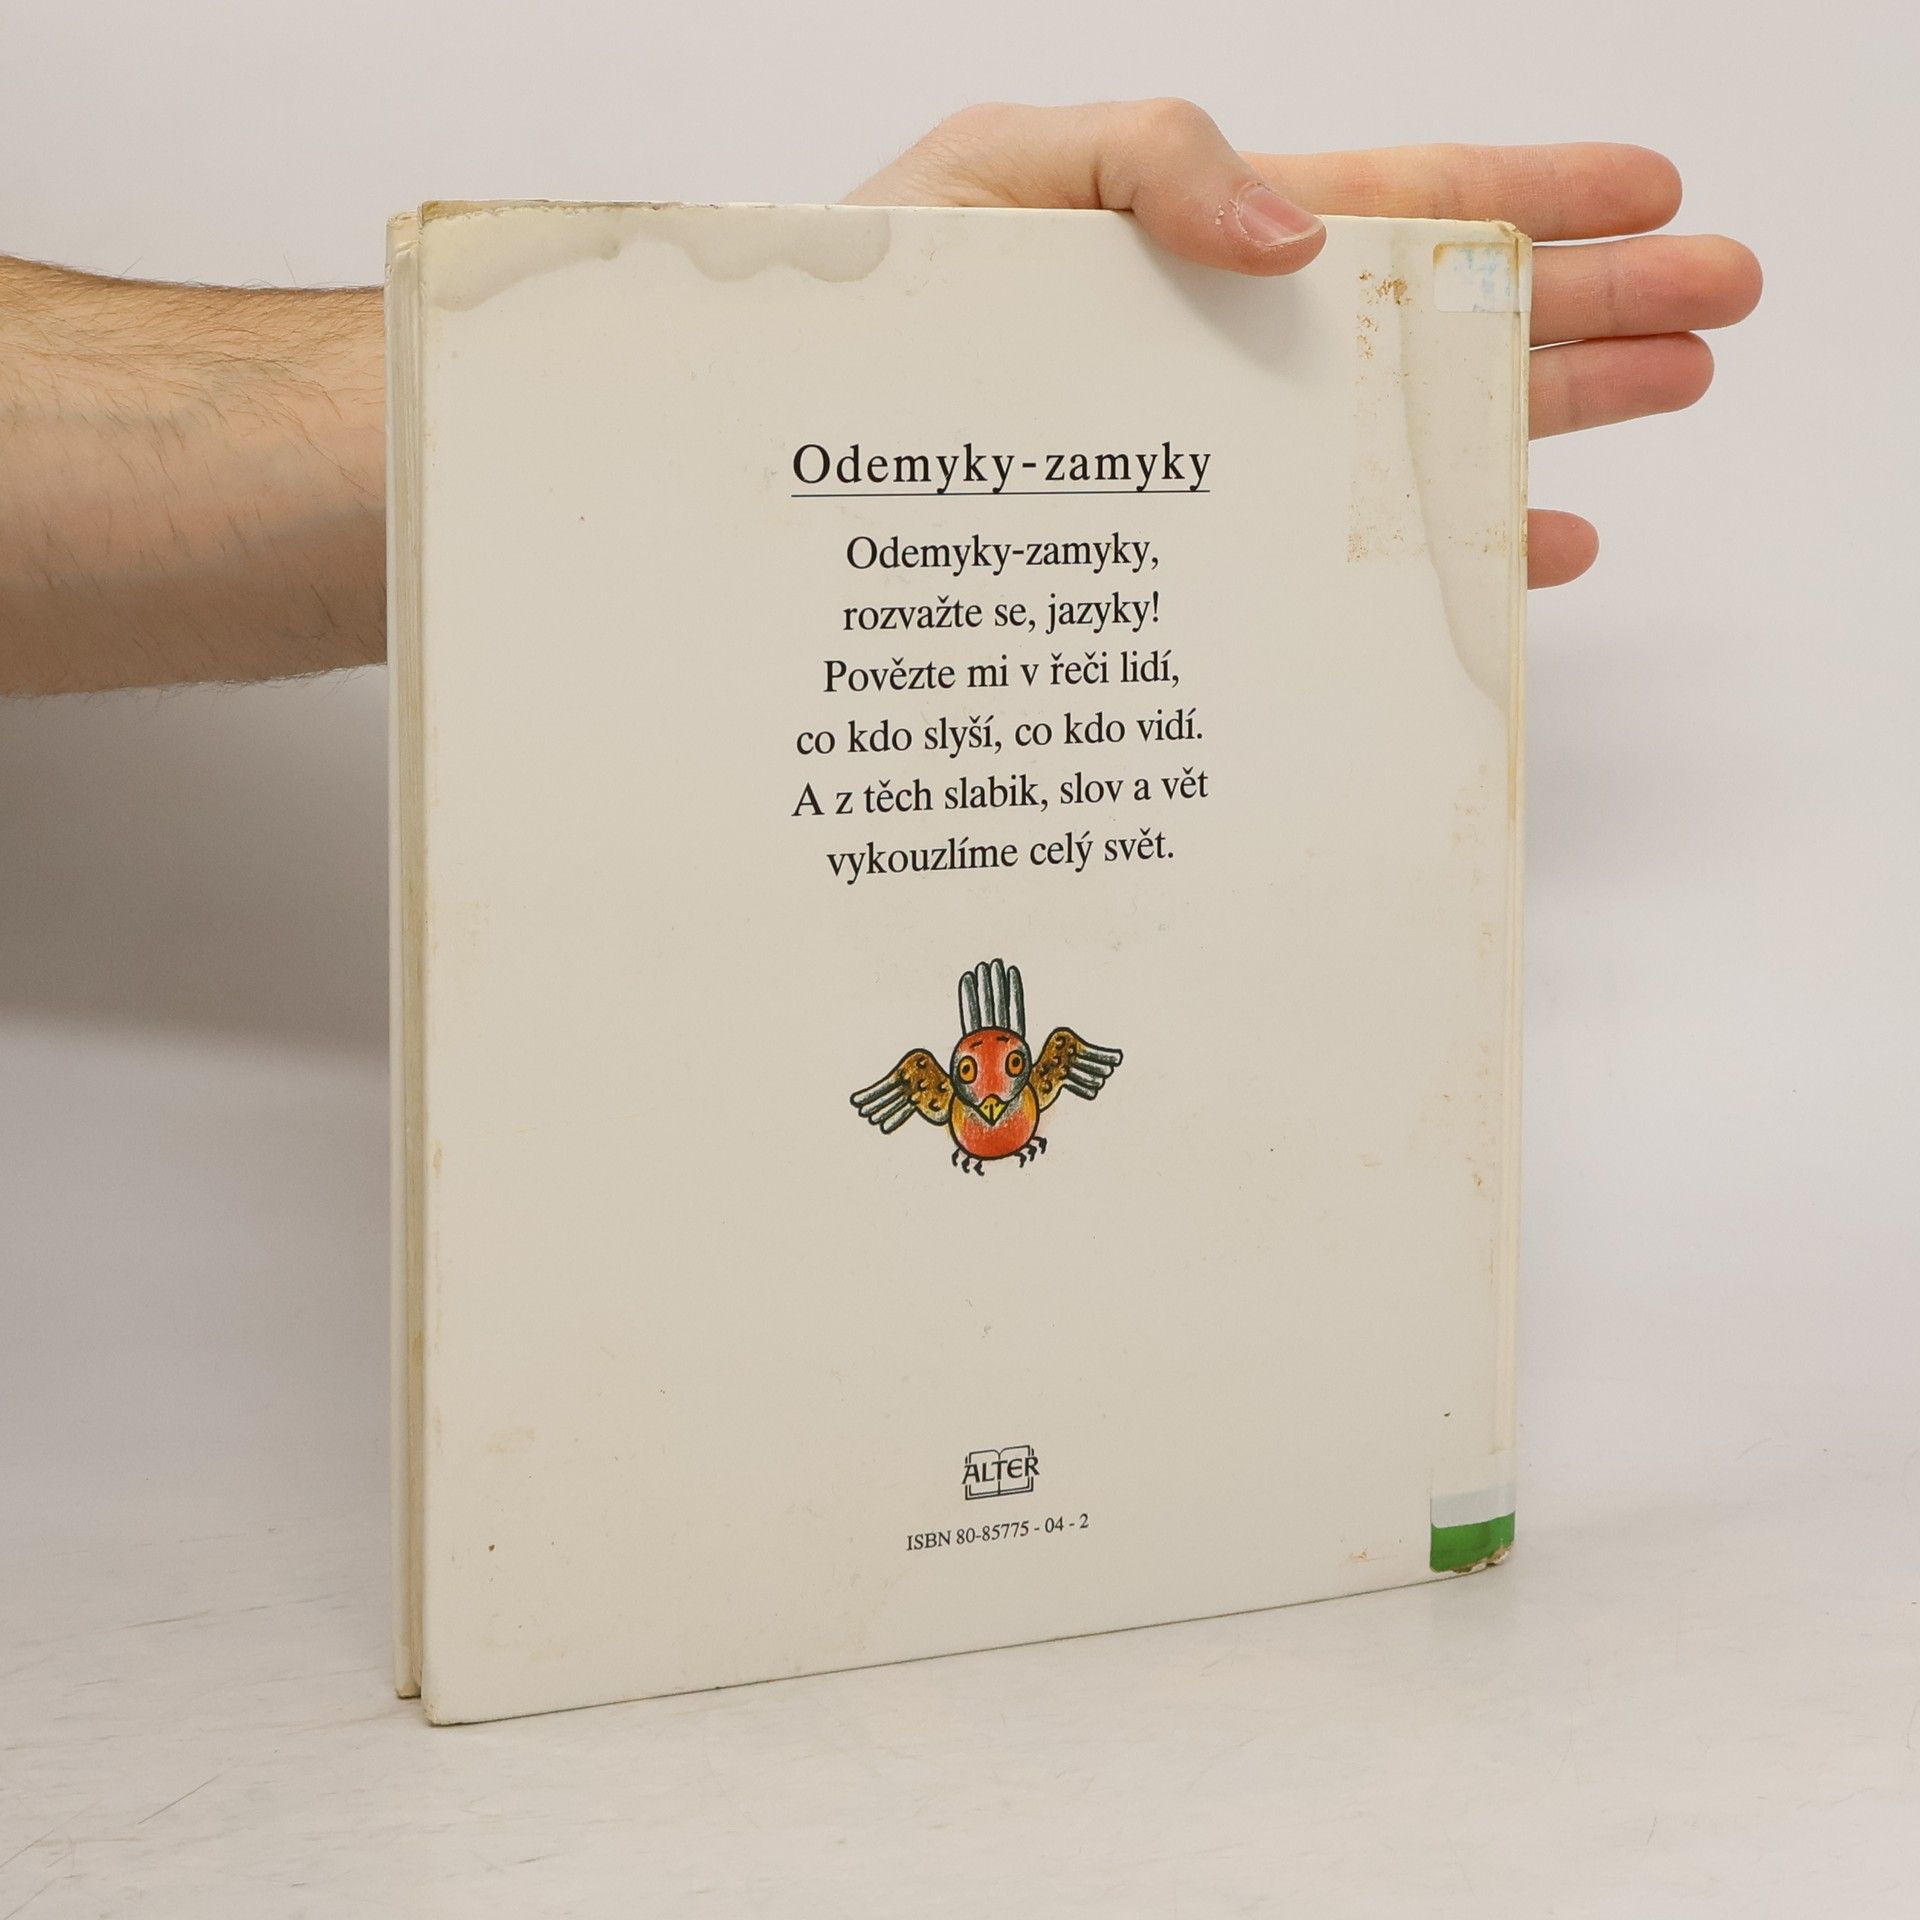 Odemyky-zamyky
Odemyky-zamyky,
rozvažte se, jazyky!
Povězte mi v řeči lidí,
co kdo slyší, co kdo vidí.
A z těch slabik, slov a vět
vykouzlíme celý svět.
ALTER
ISBN 80-85775 - 04 - 2